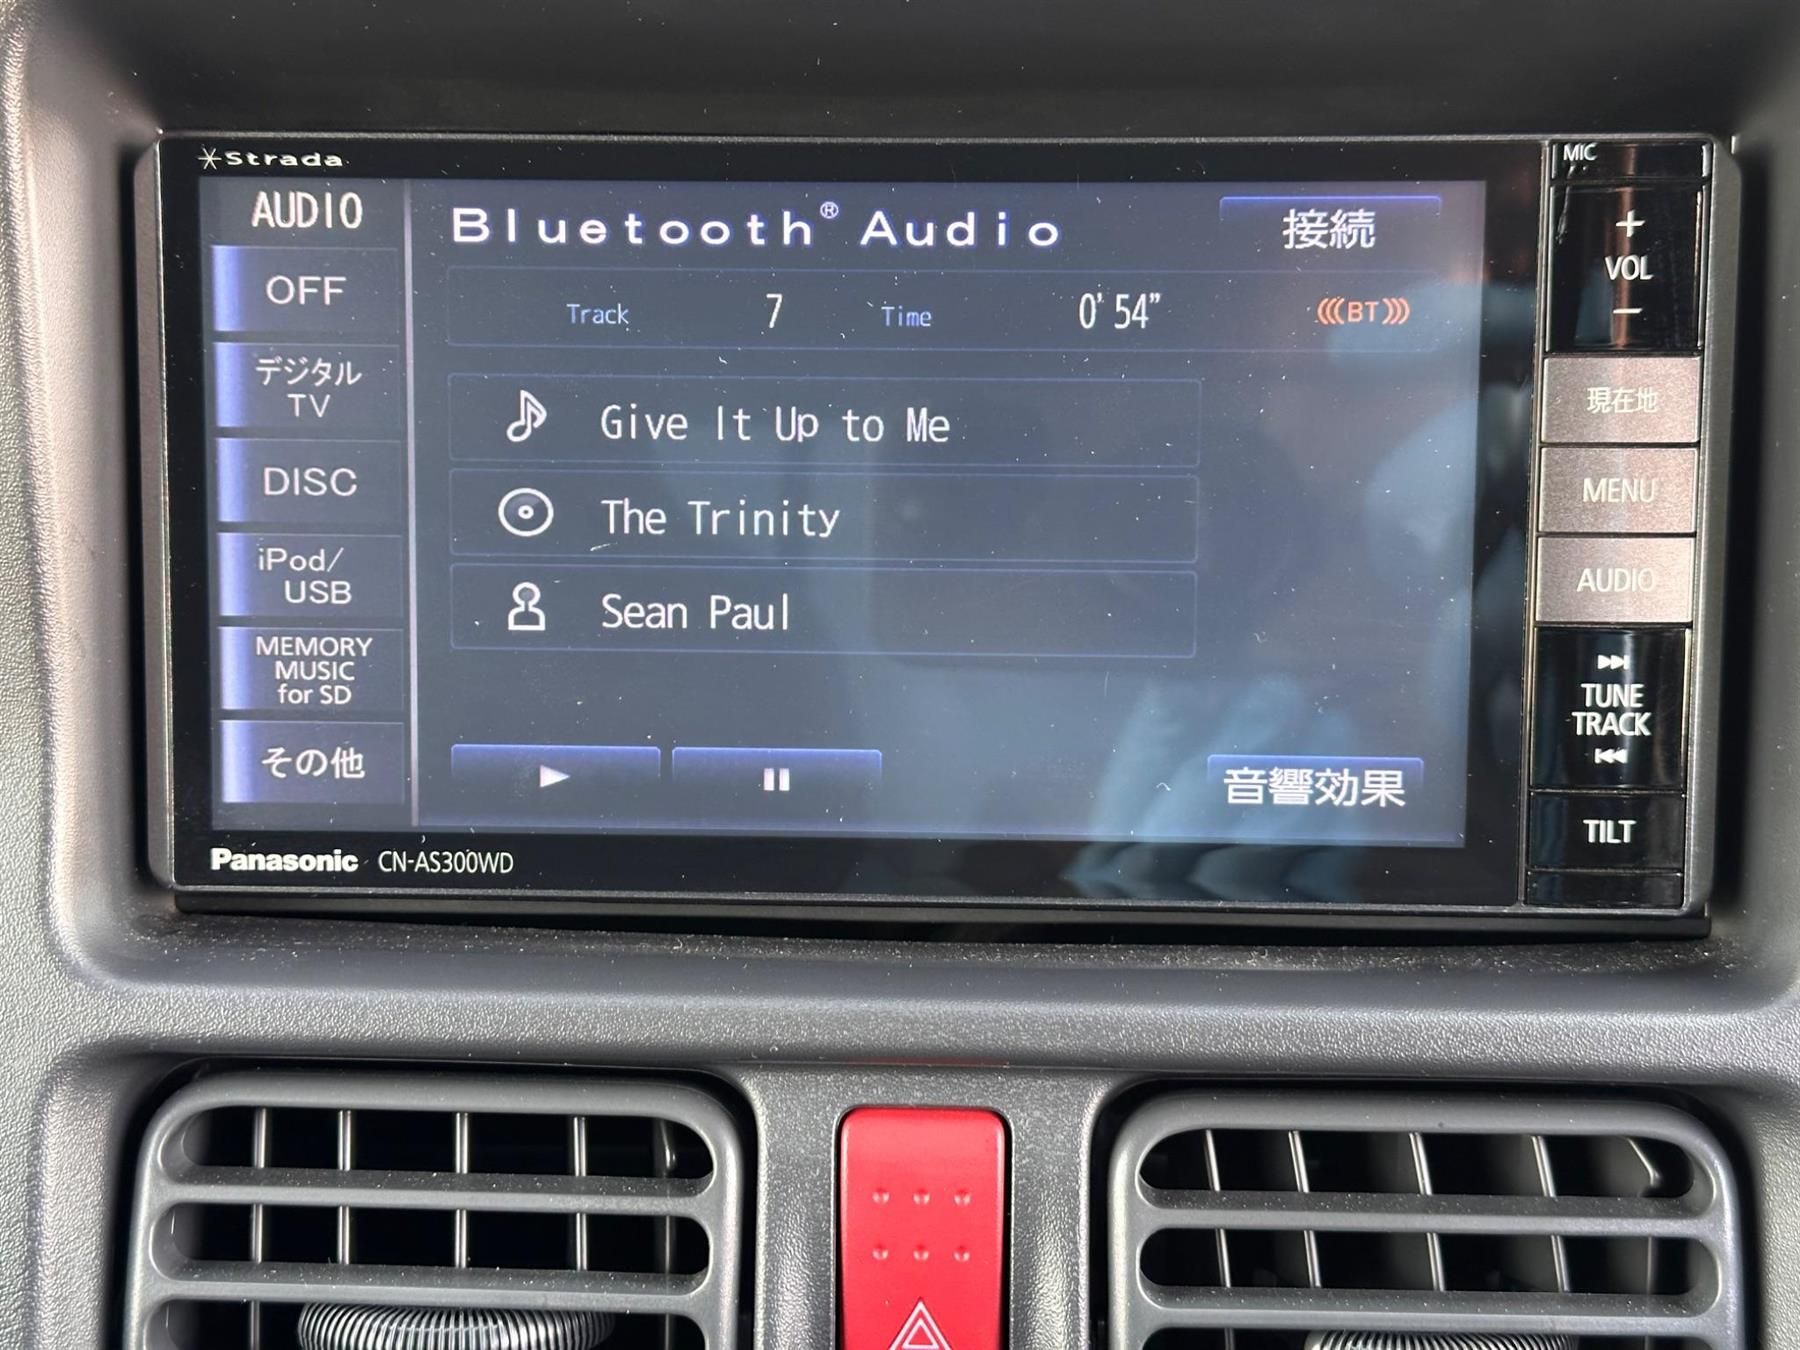 Strada
MIC
AUDIO
Bluetooth® Audio
接続
OFF
Track 7 Time 0'54"
BT
デジタル
TV
Give It Up to Me
DISC
The Trinity
iPod/
USB
Sean Paul
MEMORY
MUSIC
for SD
その他
音響効果
Panasonic CN-AS300WD
+
VOL
−
現在地
MENU
AUDIO
TUNE
TRACK
TILT